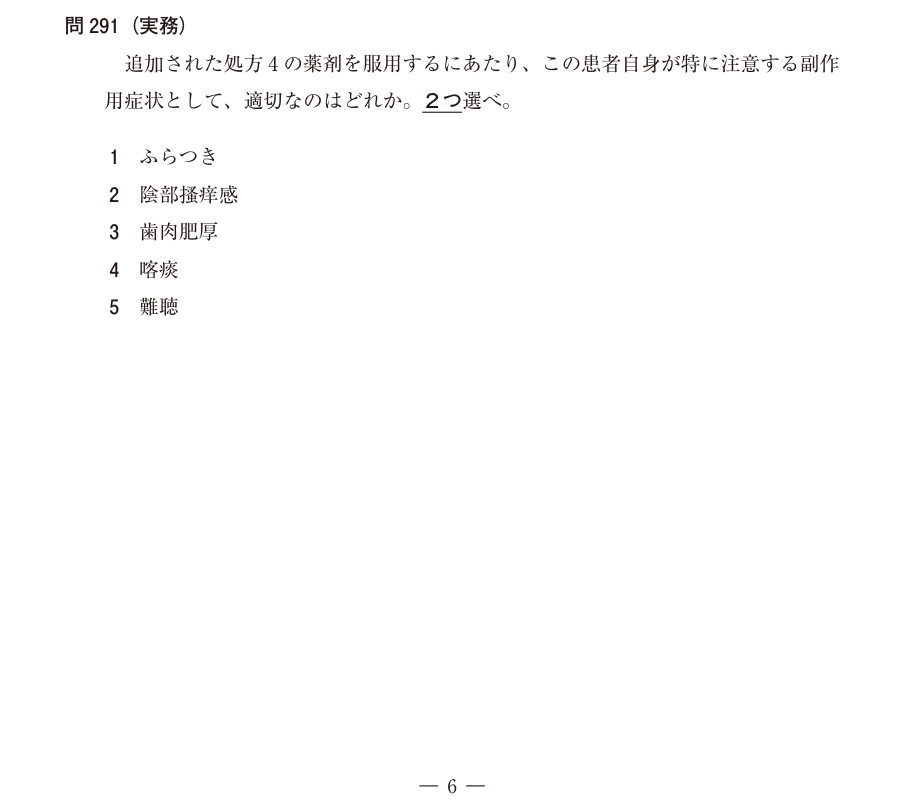 問 291（実務）
追加された処方４の薬剤を服用するにあたり、この患者自身が特に注意する副作
用症状として、適切なのはどれか。２つ選べ。
1 ふらつき
2 陰部掻痒感
3 歯肉肥厚
4 喀痰
5 難聴
― 6 ―